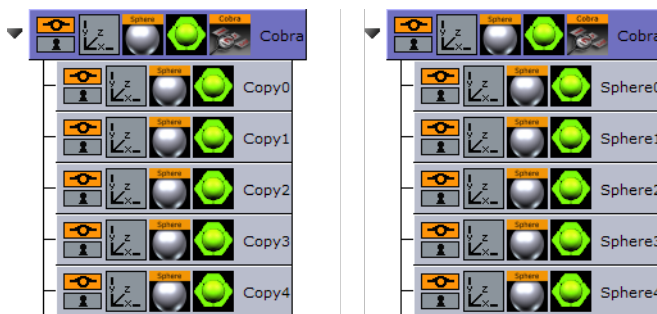 Sphere Cobra Cobra
Sphere Copy0
Sphere Copy1
Sphere Copy2
Sphere Copy3
Sphere Copy4
Sphere Cobra Cobra
Sphere Sphere0
Sphere Sphere1
Sphere Sphere2
Sphere Sphere3
Sphere Sphere4